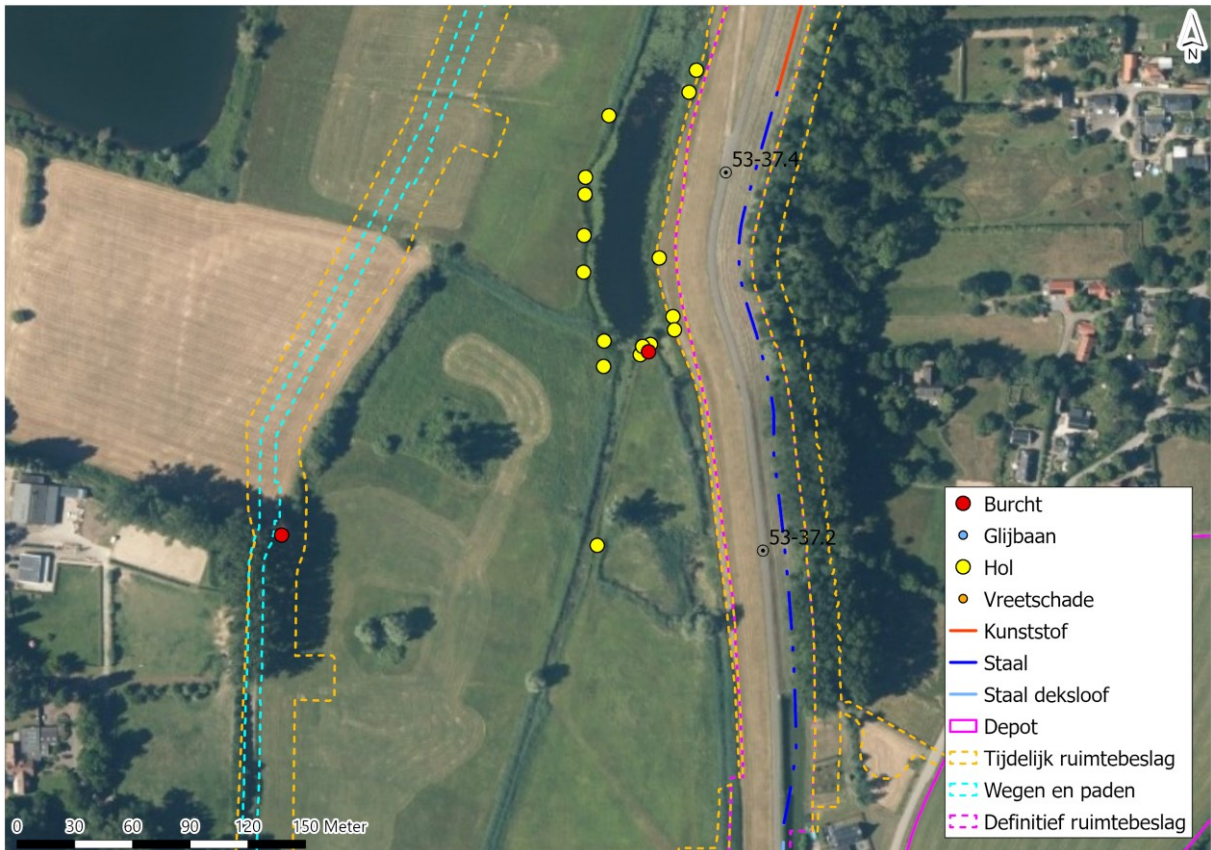 N
53-37.4
53-37.2
Burcht
Glijbaan
Hol
Vreetschade
Kunststof
Staal
Staal deksloof
Depot
Tijdelijk ruimtebeslag
Wegen en paden
Definitief ruimtebeslag
0 30 60 90 120 150 Meter